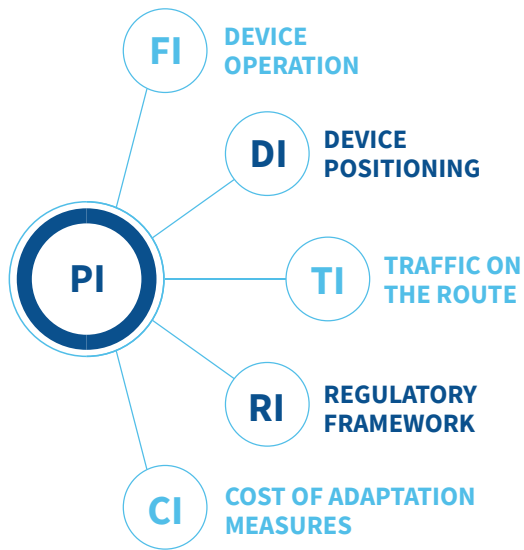 FI
DEVICE
OPERATION
DI
DEVICE
POSITIONING
PI
TI
TRAFFIC ON
THE ROUTE
RI
REGULATORY
FRAMEWORK
CI
COST OF ADAPTATION
MEASURES